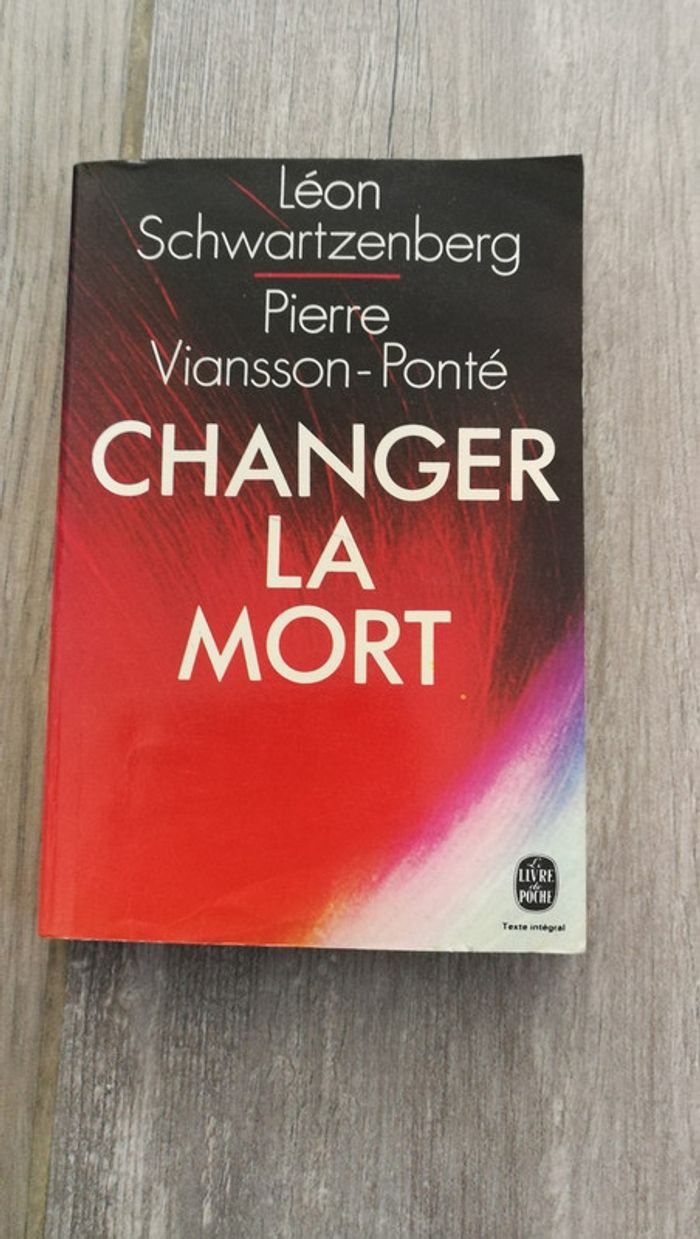 Léon
Schwartzenberg
Pierre
Viansson-Ponté
CHANGER
LA
MORT
Le
LIVRE
de
POCHE
Texte intégral